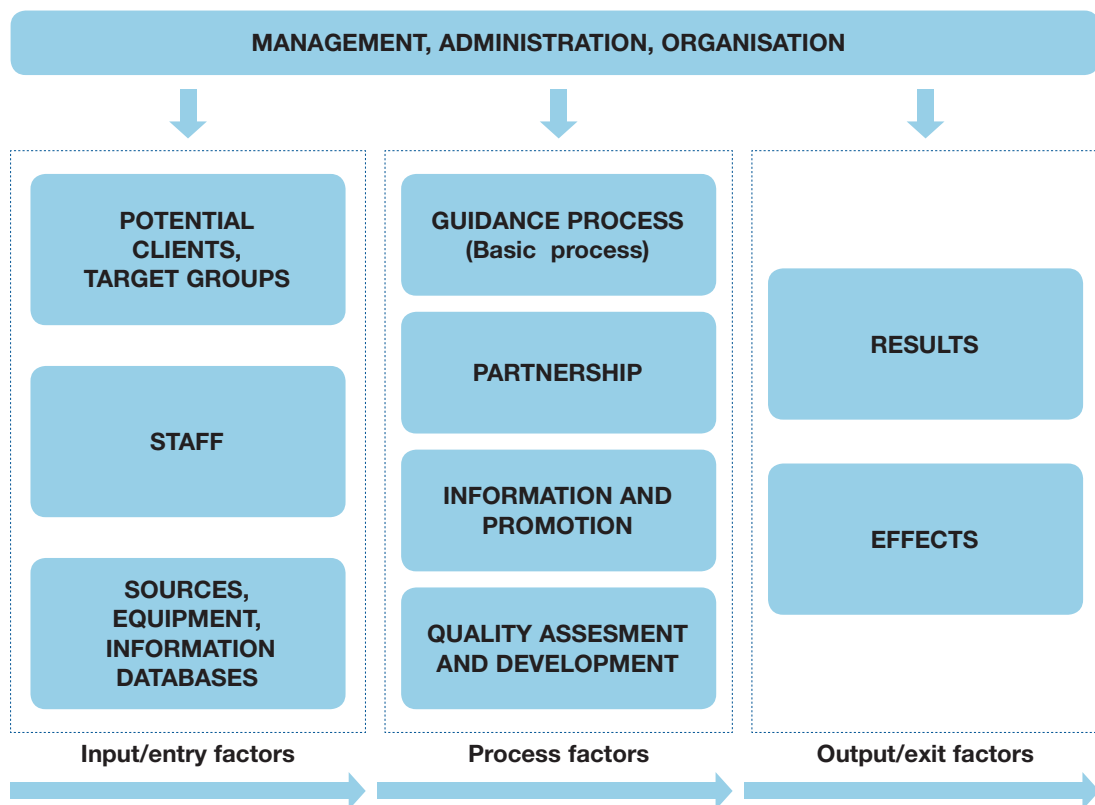 MANAGEMENT, ADMINISTRATION, ORGANISATION
POTENTIAL
CLIENTS,
TARGET GROUPS
STAFF
SOURCES,
EQUIPMENT,
INFORMATION
DATABASES
Input/entry factors
GUIDANCE PROCESS
(Basic process)
PARTNERSHIP
INFORMATION AND
PROMOTION
QUALITY ASSESMENT
AND DEVELOPMENT
Process factors
RESULTS
EFFECTS
Output/exit factors